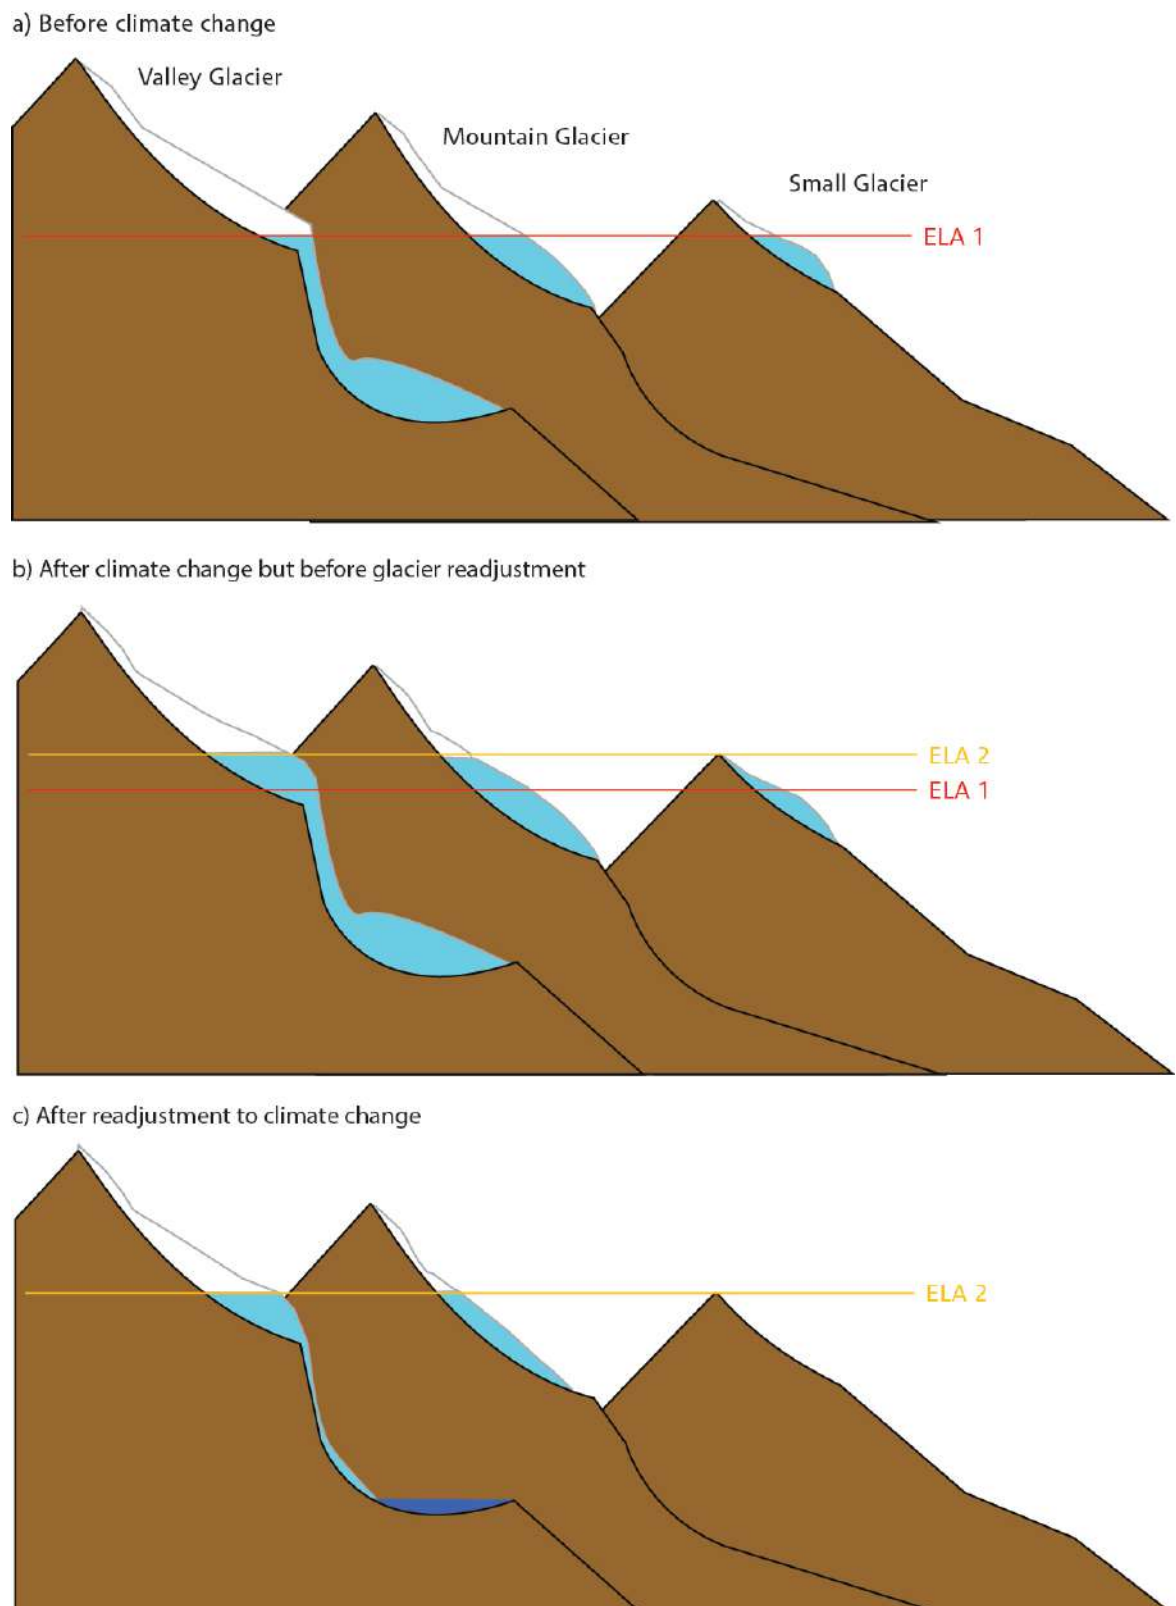 a) Before climate change
Valley Glacier
Mountain Glacier
Small Glacier
ELA 1
b) After climate change but before glacier readjustment
ELA 2
ELA 1
c) After readjustment to climate change
ELA 2